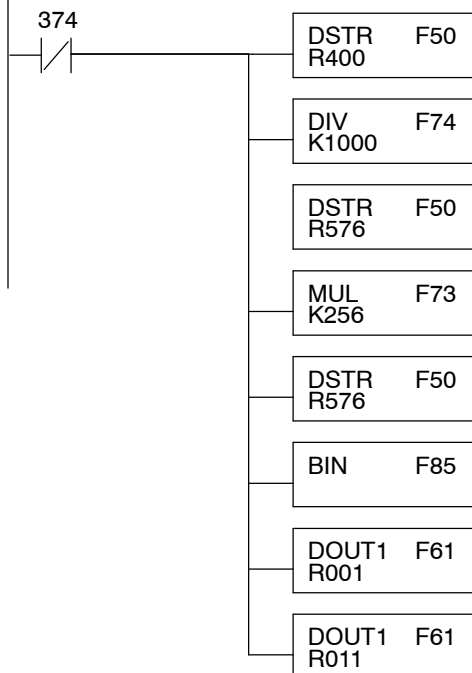 374
DSTR F50
R400
DIV F74
K1000
DSTR F50
R576
MUL F73
K256
DSTR F50
R576
BIN F85
DOUT1 F61
R001
DOUT1 F61
R011